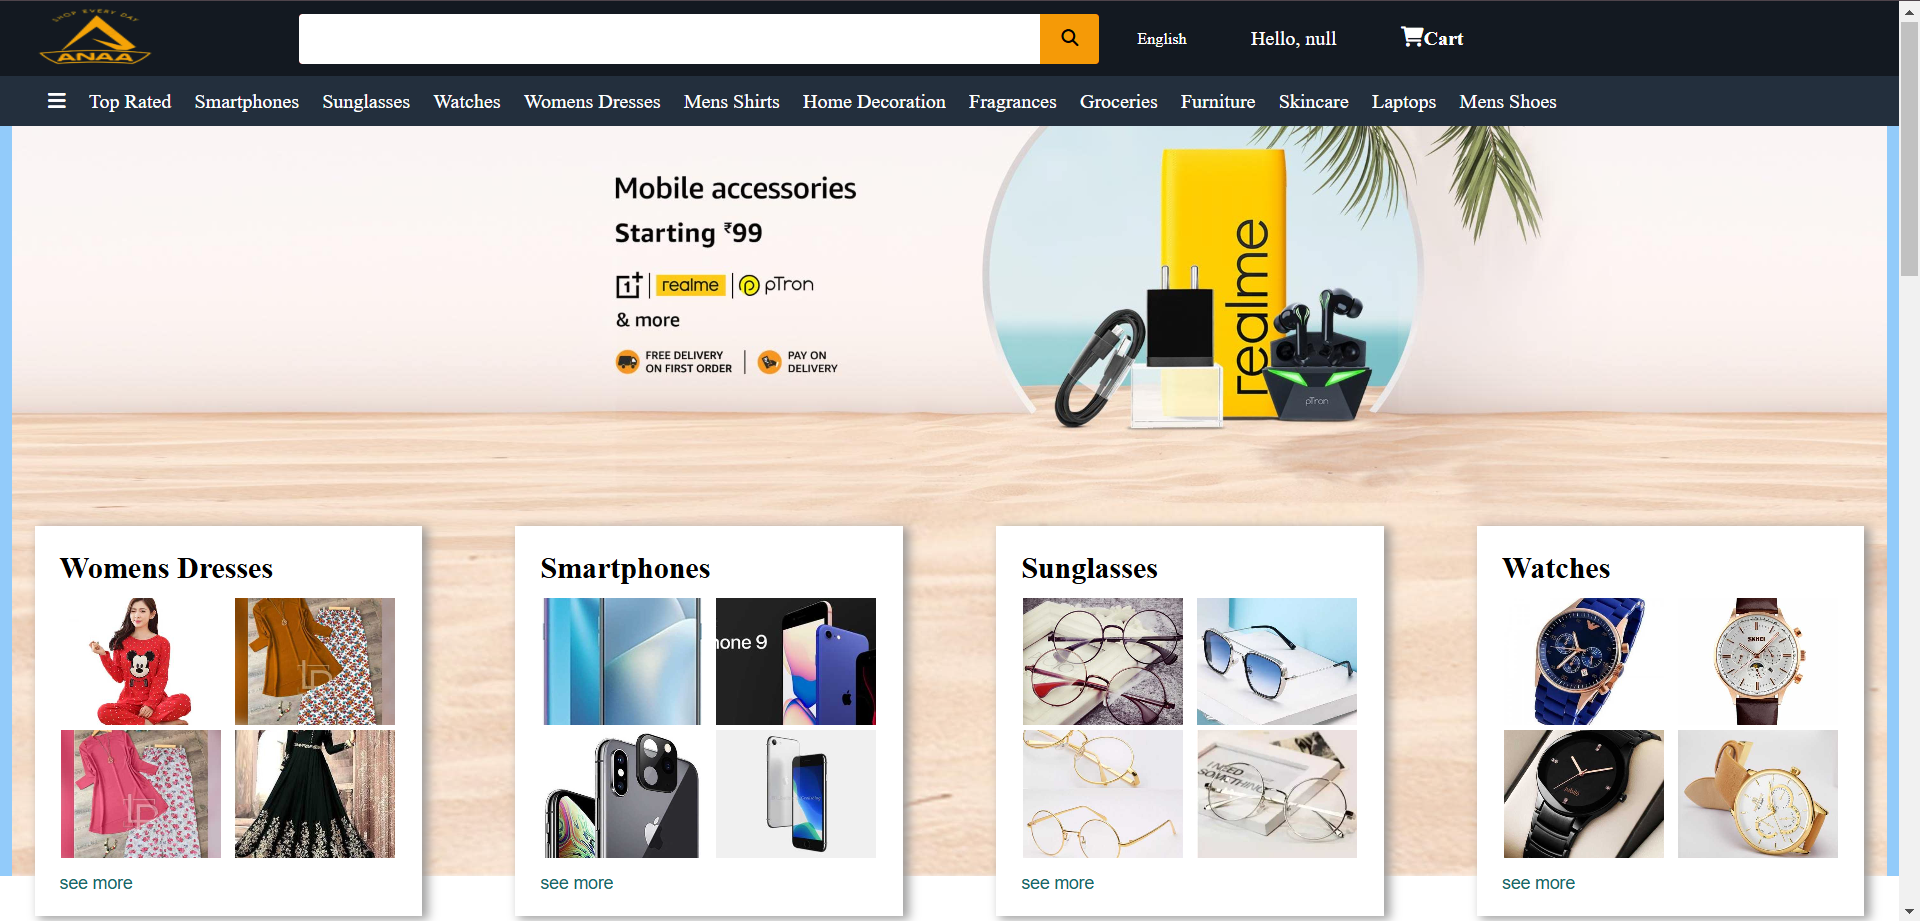 SHOP EVERY DAY
ANAA
English
Hello, null
Cart
Top Rated Smartphones Sunglasses Watches Womens Dresses Mens Shirts Home Decoration Fragrances Groceries Furniture Skincare Laptops Mens Shoes
Mobile accessories
Starting ₹99
1+ | realme | pTron
& more
FREE DELIVERY
ON FIRST ORDER
PAY ON
DELIVERY
realme
pTron
Womens Dresses
see more
Smartphones
hone 9
see more
Sunglasses
I NEED
SOMETHING
see more
Watches
SKMEI
see more